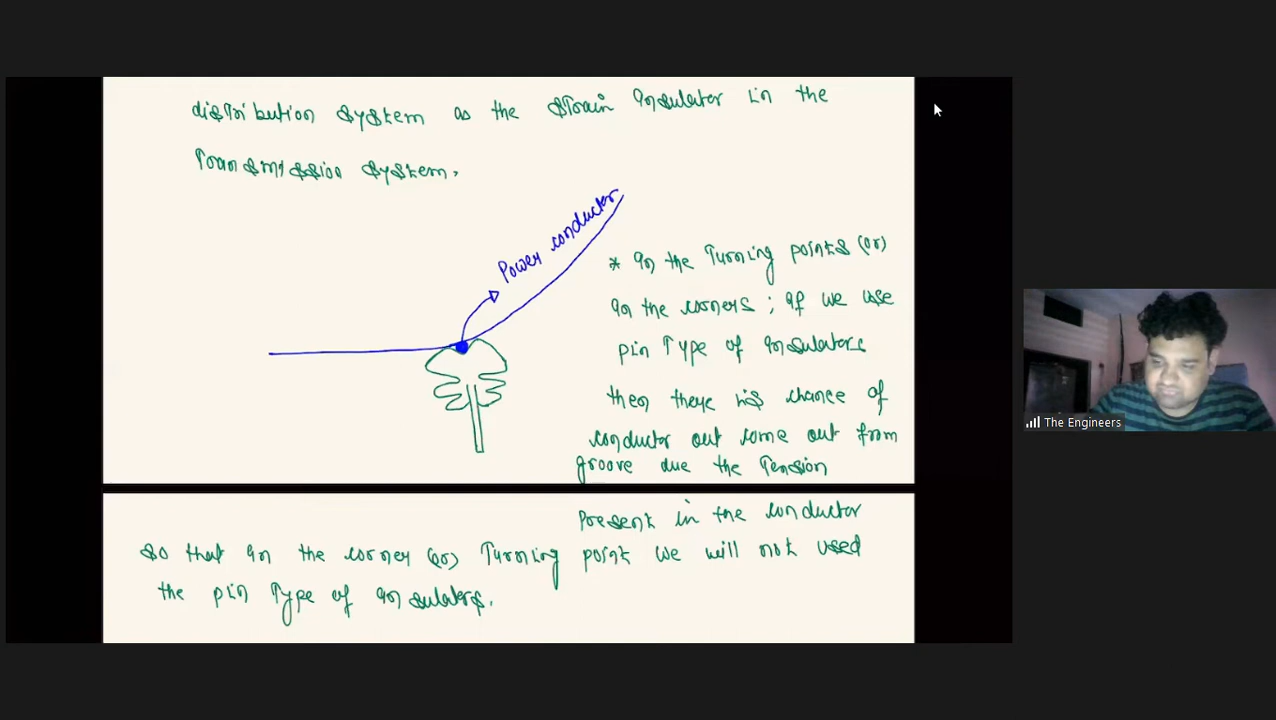 distribution system as the strain insulator in the
Transmission system.
Power conductor
* In the Turning points (or)
In the corners ; if we use
pin Type of Insulators
then there is chance of
conductor out come out from
groove due the Tension
Present in the conductor
so that In the corner (or) Turning point we will not used
the pin Type of Insulators.
The Engineers